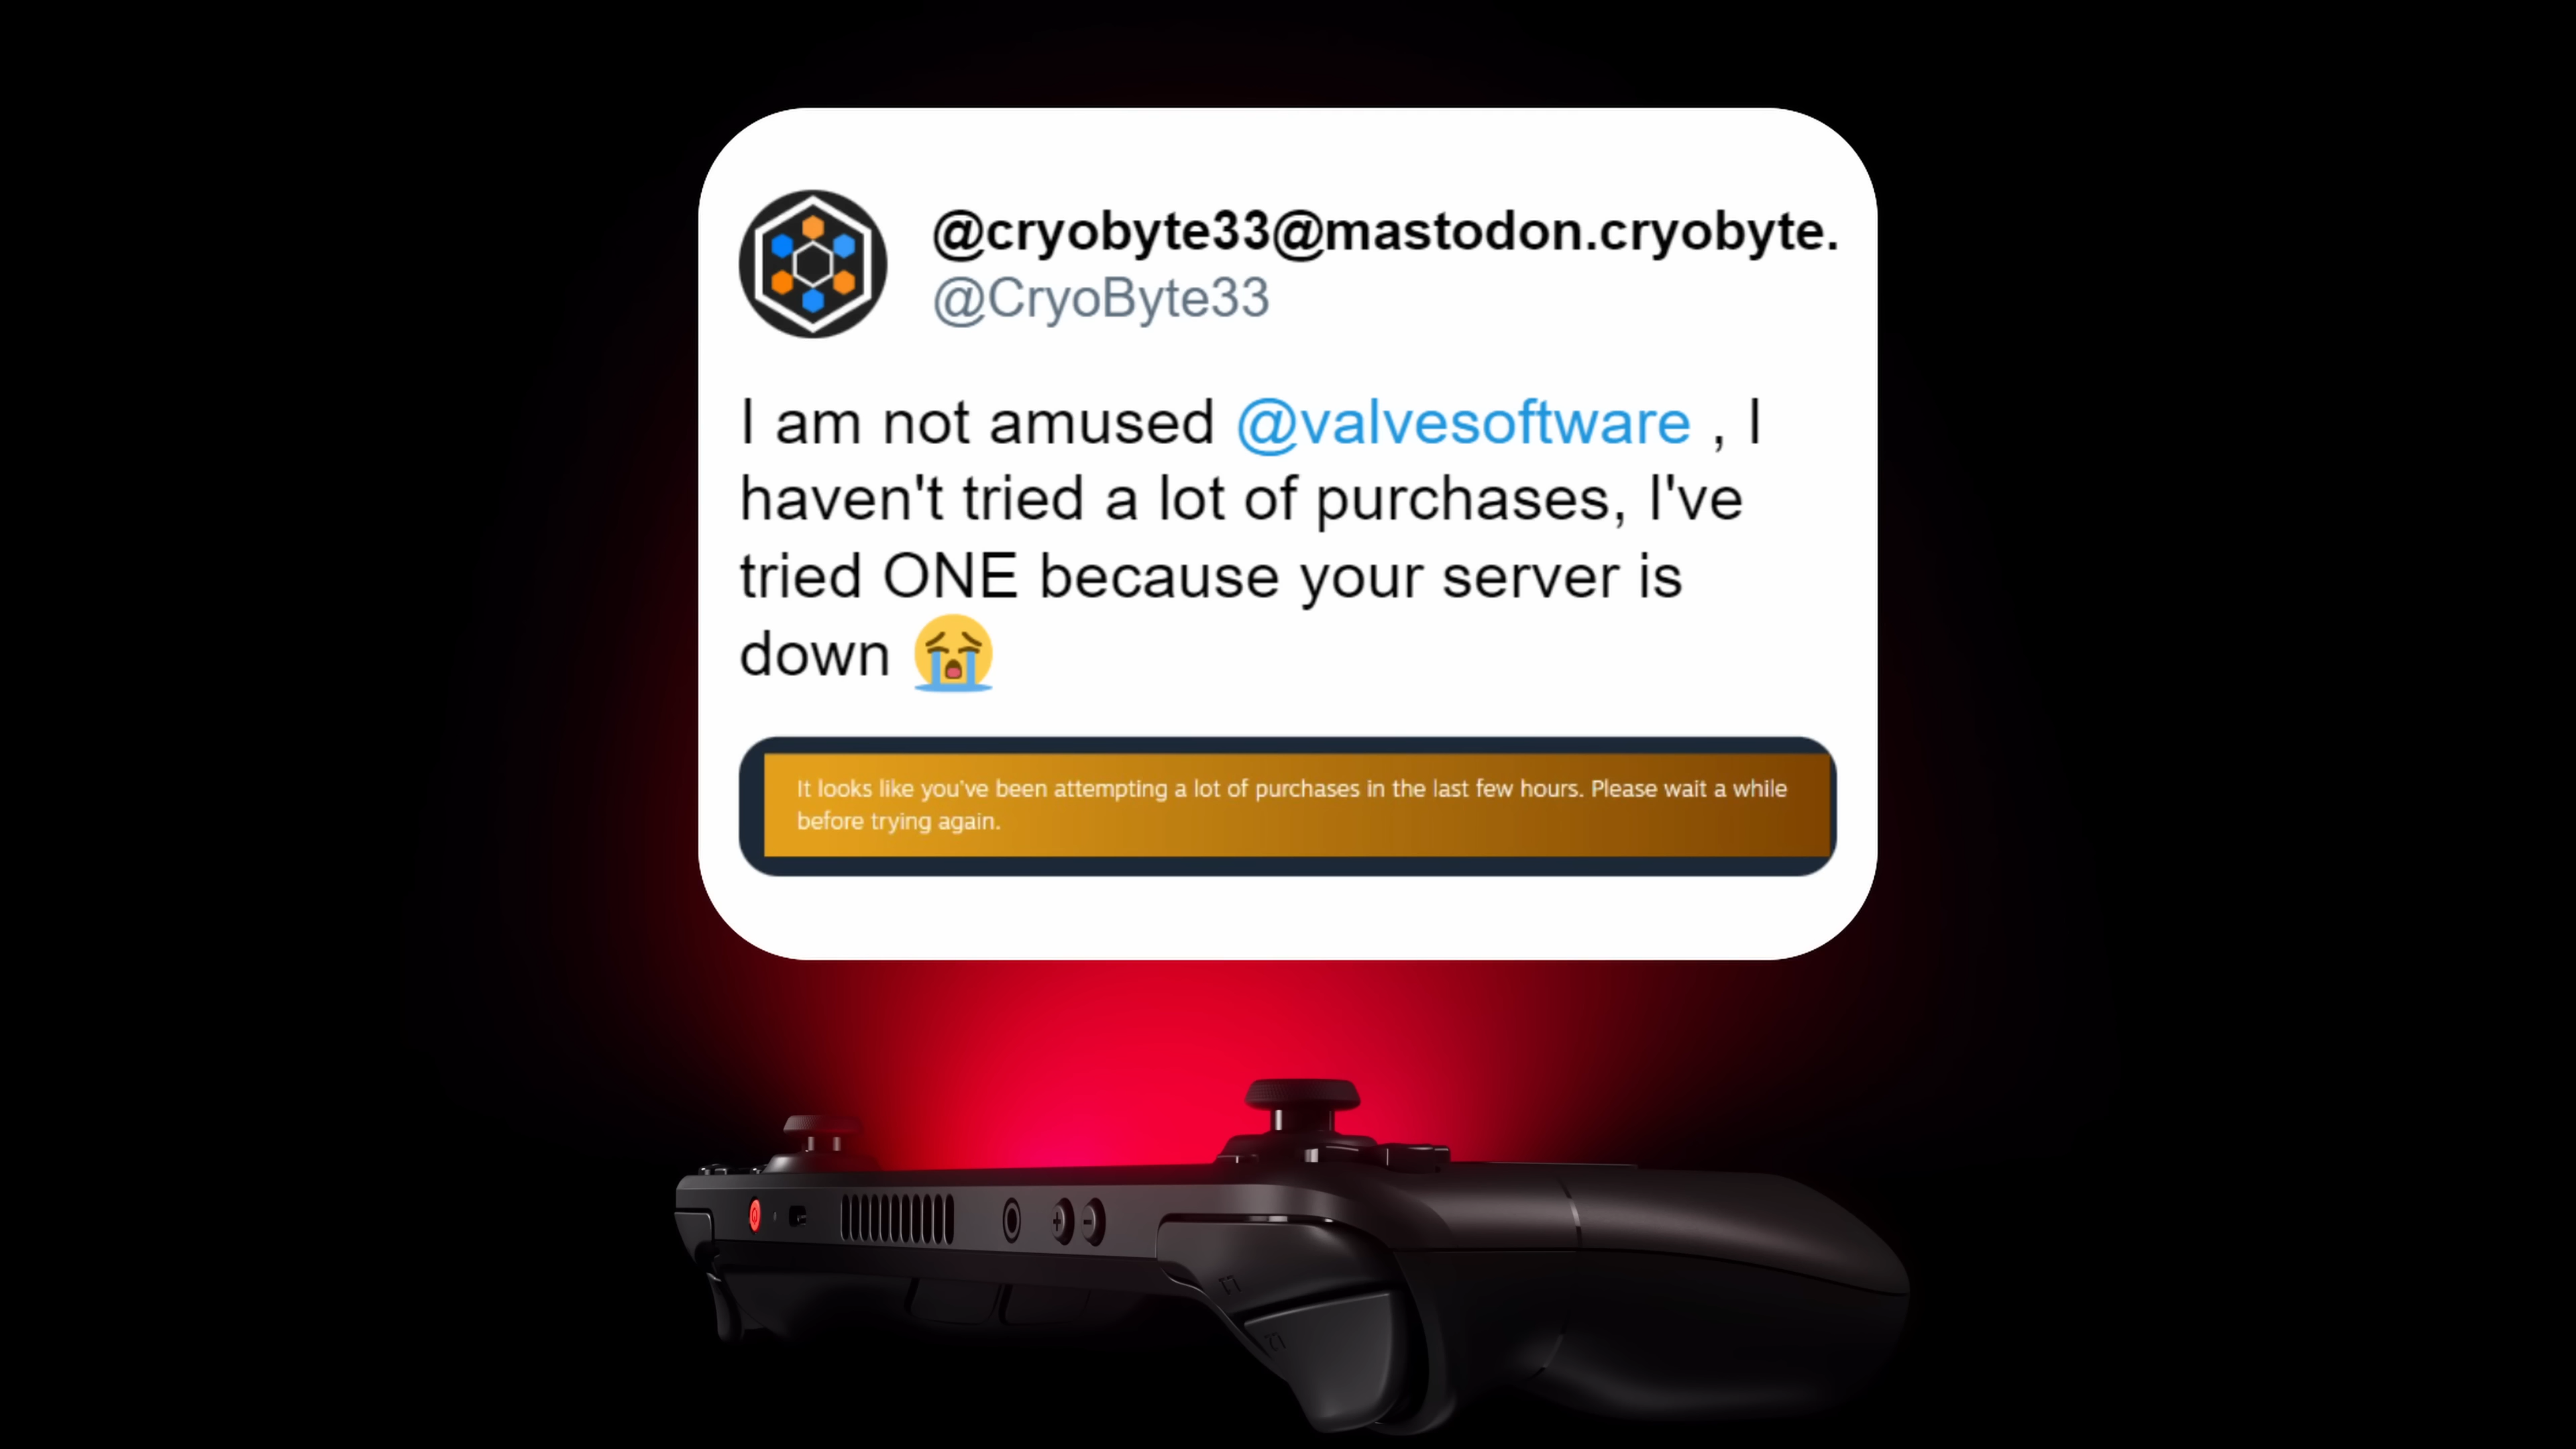 @cryobyte33@mastodon.cryobyte.
@CryoByte33
I am not amused @valvesoftware , I
haven't tried a lot of purchases, I've
tried ONE because your server is
down 😭
It looks like you've been attempting a lot of purchases in the last few hours. Please wait a while
before trying again.
L1
L2